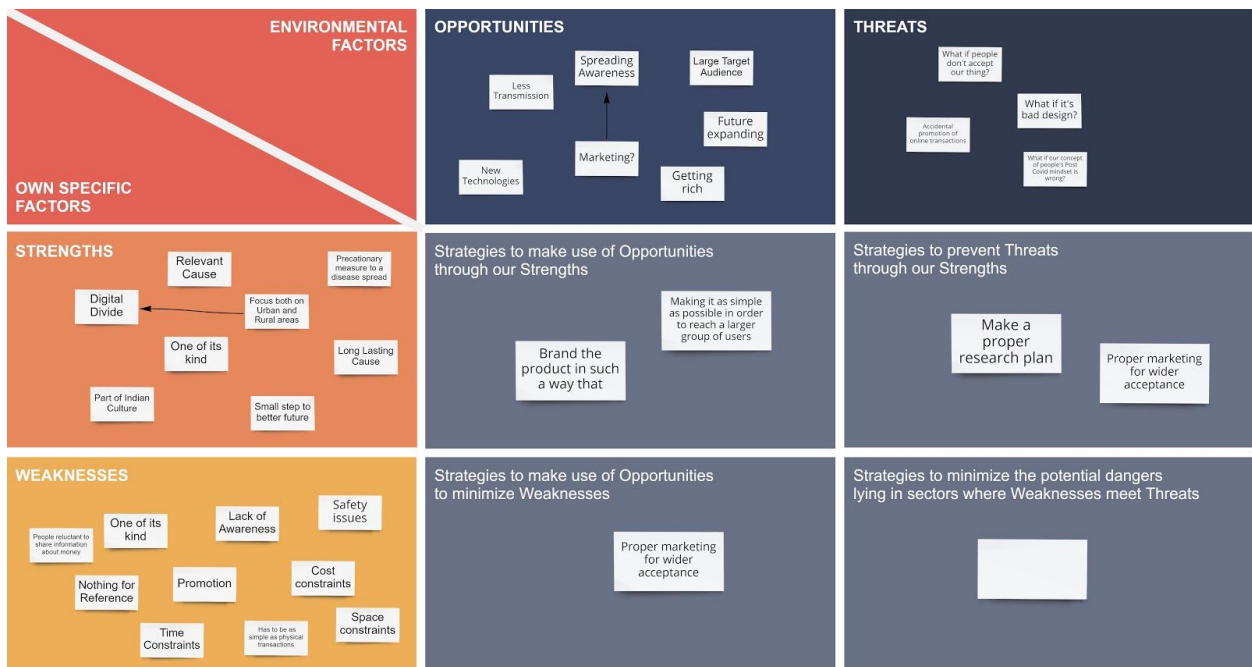 ENVIRONMENTAL
FACTORS
OWN SPECIFIC
FACTORS
OPPORTUNITIES
Spreading
Awareness
Large Target
Audience
Less
Transmission
Future
expanding
Marketing?
New
Technologies
Getting
rich
THREATS
What if people
don't accept
our thing?
What if it's
bad design?
Accidental
promotion of
online transactions
What if our concept
of people's Post
Covid mindset is
wrong?
STRENGTHS
Relevant
Cause
Precationary
measure to a
disease spread
Digital
Divide
Focus both on
Urban and
Rural areas
One of its
kind
Long Lasting
Cause
Part of Indian
Culture
Small step to
better future
Strategies to make use of Opportunities
through our Strengths
Making it as simple
as possible in order
to reach a larger
group of users
Brand the
product in such
a way that
Strategies to prevent Threats
through our Strengths
Make a
proper
research plan
Proper marketing
for wider
acceptance
WEAKNESSES
Safety
issues
Lack of
Awareness
One of its
kind
People reluctant to
share information
about money
Nothing for
Reference
Promotion
Cost
constraints
Time
Constraints
Has to be as
simple as physical
transactions
Space
constraints
Strategies to make use of Opportunities
to minimize Weaknesses
Proper marketing
for wider
acceptance
Strategies to minimize the potential dangers
lying in sectors where Weaknesses meet Threats